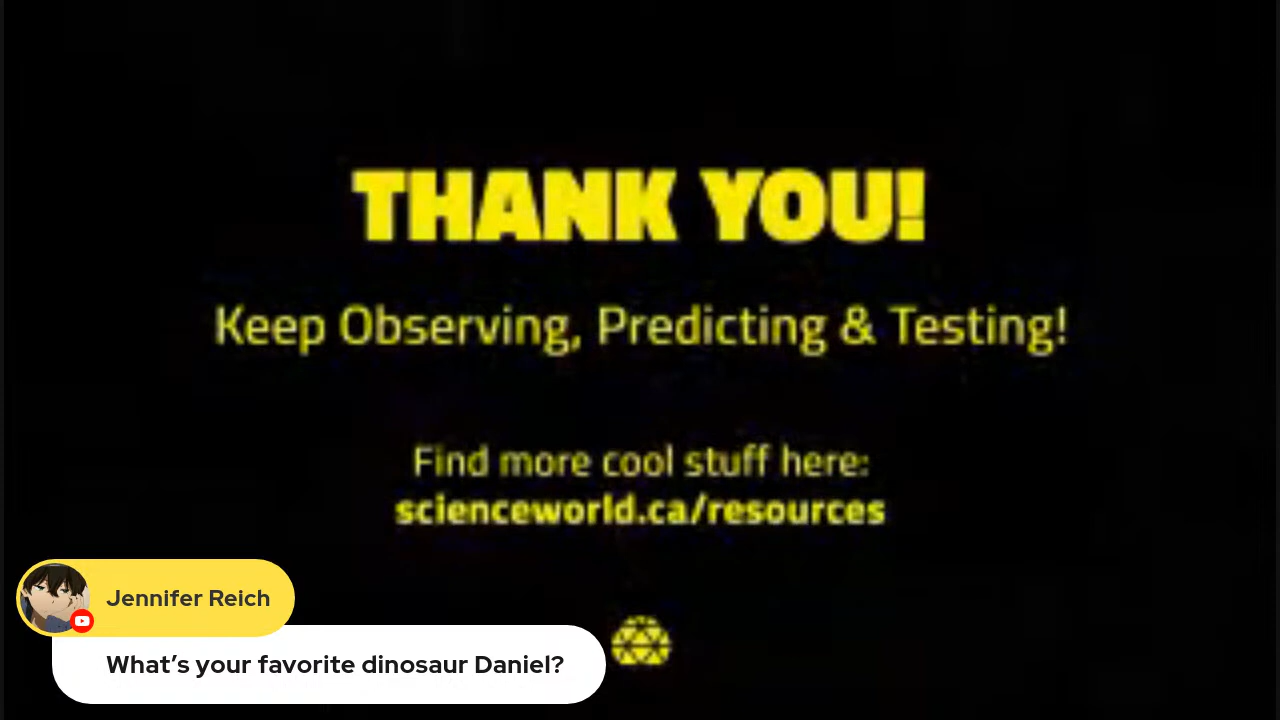 THANK YOU!
Keep Observing, Predicting & Testing!
Find more cool stuff here:
scienceworld.ca/resources
Jennifer Reich
What’s your favorite dinosaur Daniel?